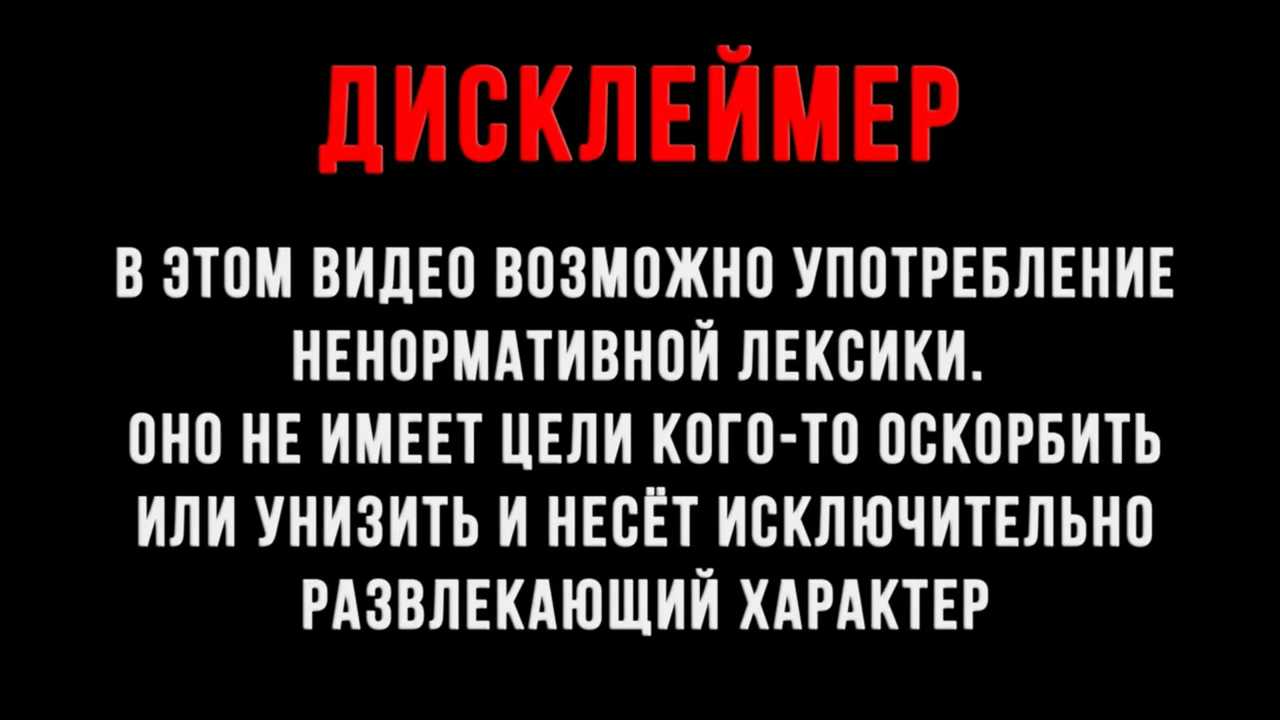 ДИСКЛЕЙМЕР
В ЭТОМ ВИДЕО ВОЗМОЖНО УПОТРЕБЛЕНИЕ
НЕНОРМАТИВНОЙ ЛЕКСИКИ.
ОНО НЕ ИМЕЕТ ЦЕЛИ КОГО-ТО ОСКОРБИТЬ
ИЛИ УНИЗИТЬ И НЕСЁТ ИСКЛЮЧИТЕЛЬНО
РАЗВЛЕКАЮЩИЙ ХАРАКТЕР